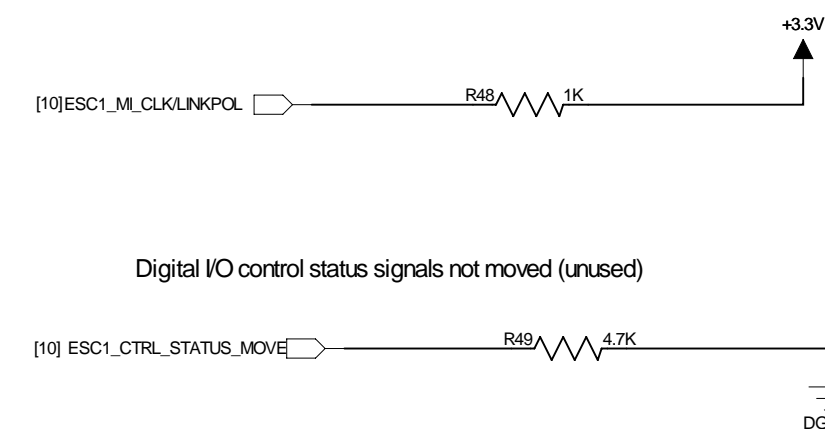 +3.3V
[10]ESC1_MI_CLK/LINKPOL
R48 1K
Digital I/O control status signals not moved (unused)
[10] ESC1_CTRL_STATUS_MOVE
R49 4.7K
DG